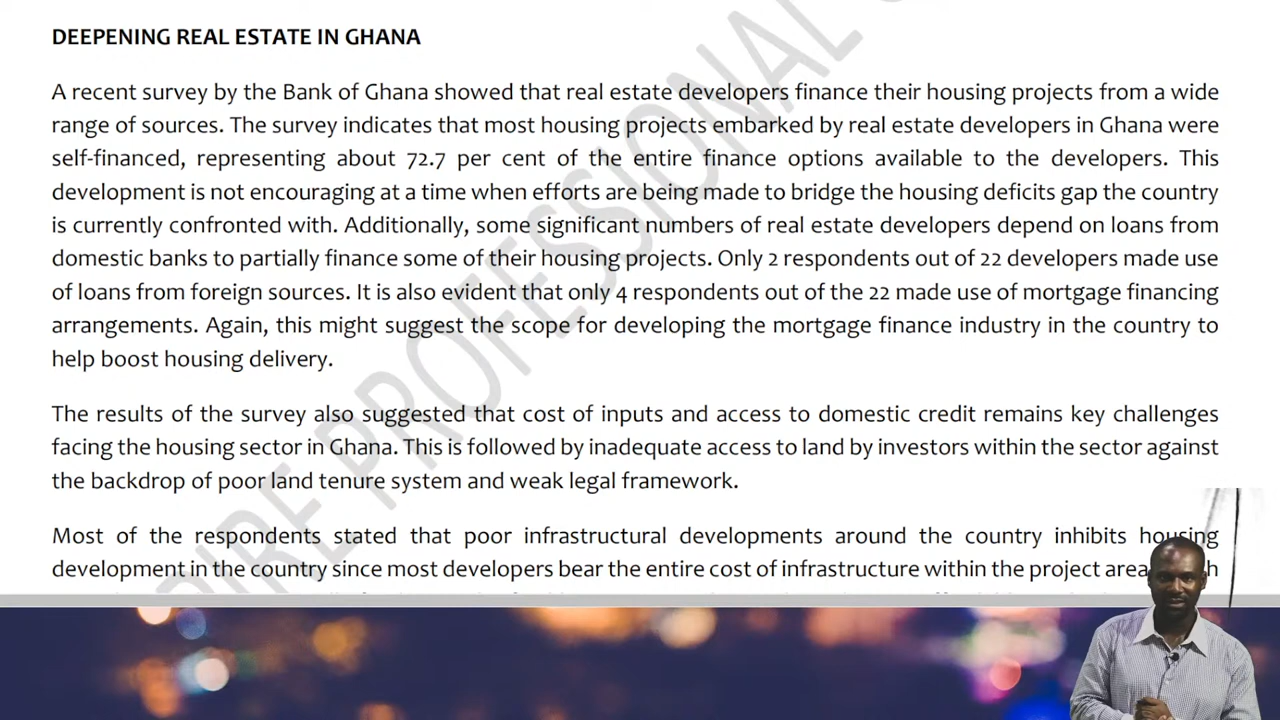 DEEPENING REAL ESTATE IN GHANA
A recent survey by the Bank of Ghana showed that real estate developers finance their housing projects from a wide
range of sources. The survey indicates that most housing projects embarked by real estate developers in Ghana were
self-financed, representing about 72.7 per cent of the entire finance options available to the developers. This
development is not encouraging at a time when efforts are being made to bridge the housing deficits gap the country
is currently confronted with. Additionally, some significant numbers of real estate developers depend on loans from
domestic banks to partially finance some of their housing projects. Only 2 respondents out of 22 developers made use
of loans from foreign sources. It is also evident that only 4 respondents out of the 22 made use of mortgage financing
arrangements. Again, this might suggest the scope for developing the mortgage finance industry in the country to
help boost housing delivery.
The results of the survey also suggested that cost of inputs and access to domestic credit remains key challenges
facing the housing sector in Ghana. This is followed by inadequate access to land by investors within the sector against
the backdrop of poor land tenure system and weak legal framework.
Most of the respondents stated that poor infrastructural developments around the country inhibits housing
development in the country since most developers bear the entire cost of infrastructure within the project area
PROFESSIONAL